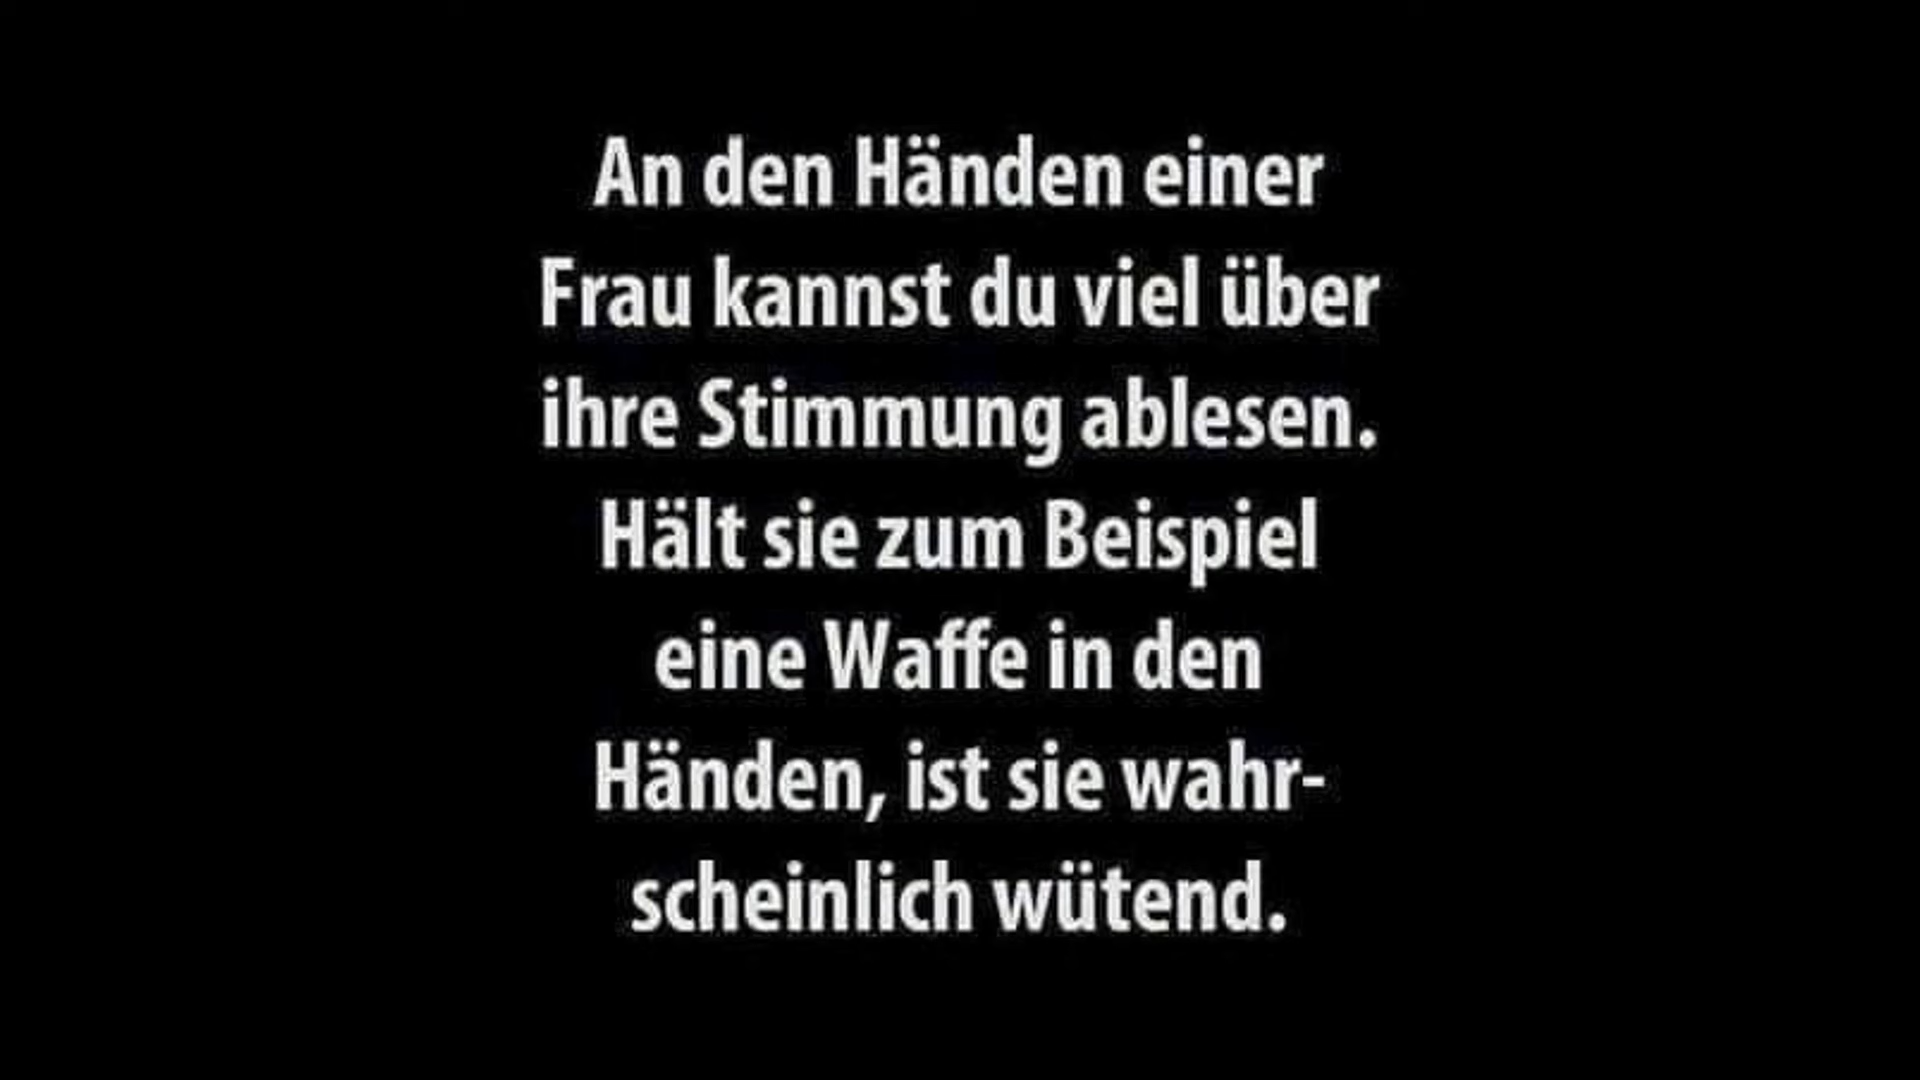 An den Händen einer
Frau kannst du viel über
ihre Stimmung ablesen.
Hält sie zum Beispiel
eine Waffe in den
Händen, ist sie wahr-
scheinlich wütend.